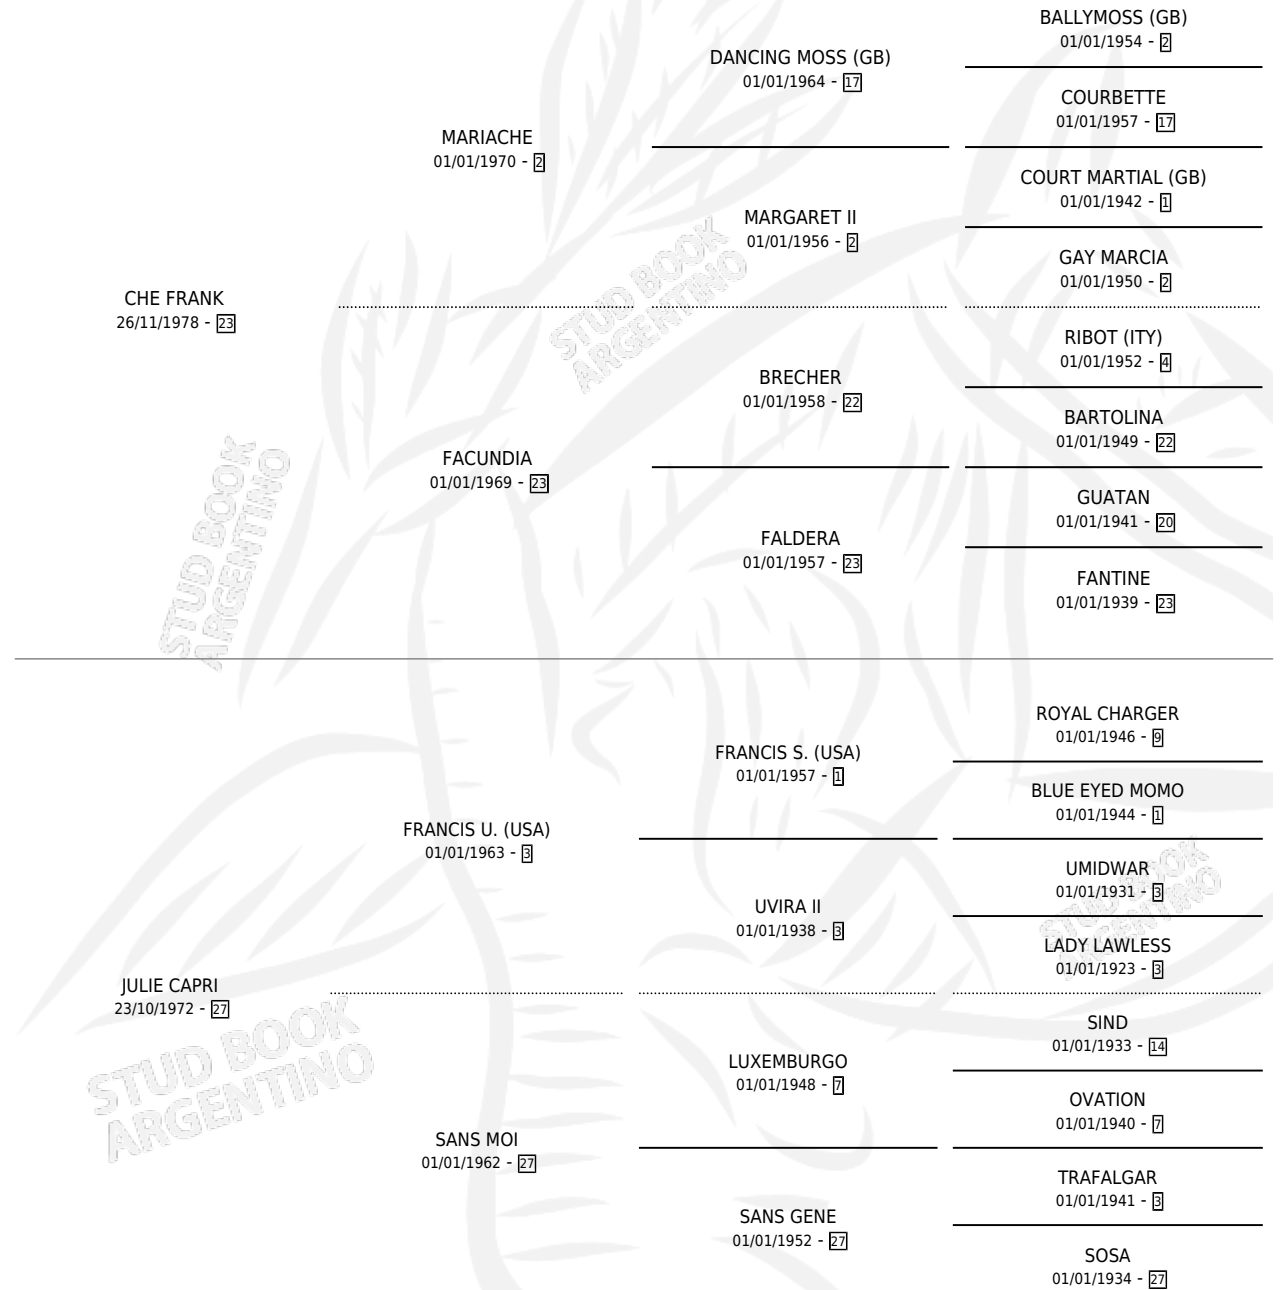 BALLYMOSS (GB)
01/01/1954 - 2
DANCING MOSS (GB)
01/01/1964 - 17
COURBETTE
01/01/1957 - 17
MARIACHE
01/01/1970 - 2
COURT MARTIAL (GB)
01/01/1942 - 1
MARGARET II
01/01/1956 - 2
GAY MARCIA
01/01/1950 - 2
CHE FRANK
26/11/1978 - 23
RIBOT (ITY)
01/01/1952 - 4
BRECHER
01/01/1958 - 22
BARTOLINA
01/01/1949 - 22
FACUNDIA
01/01/1969 - 23
GUATAN
01/01/1941 - 20
FALDERA
01/01/1957 - 23
FANTINE
01/01/1939 - 23
ROYAL CHARGER
01/01/1946 - 9
FRANCIS S. (USA)
01/01/1957 - 1
BLUE EYED MOMO
01/01/1944 - 1
FRANCIS U. (USA)
01/01/1963 - 3
UMIDWAR
01/01/1931 - 3
UVIRA II
01/01/1938 - 3
LADY LAWLESS
01/01/1923 - 3
JULIE CAPRI
23/10/1972 - 27
SIND
01/01/1933 - 14
LUXEMBURGO
01/01/1948 - 7
OVATION
01/01/1940 - 7
SANS MOI
01/01/1962 - 27
TRAFALGAR
01/01/1941 - 3
SANS GENE
01/01/1952 - 27
SOSA
01/01/1934 - 27
STUD BOOK
ARGENTINO
STUD BOOK
ARGENTINO
STUD BOOK
ARGENTINO
STUD BOOK
ARGENTINO